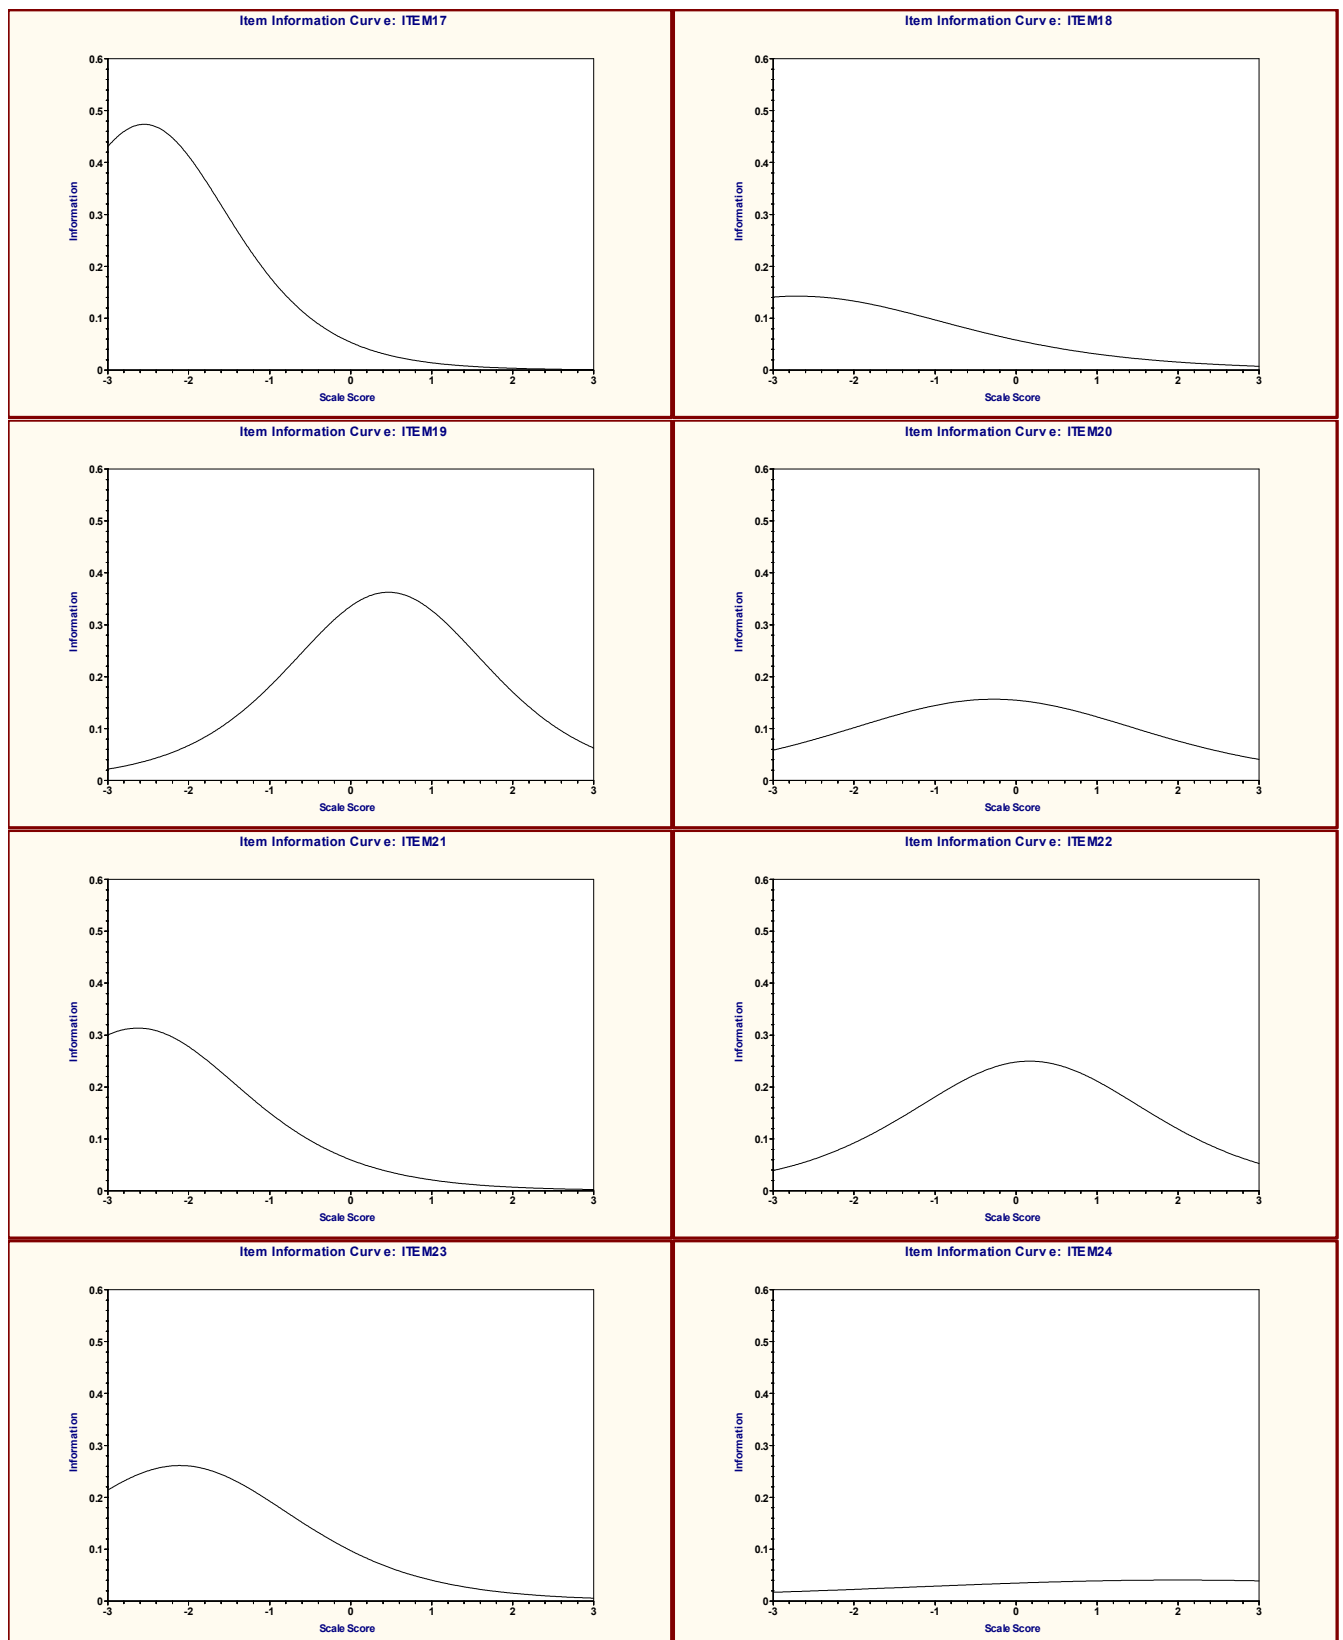 Item Information Curve: ITEM17
0.6
0.5
0.4
0.3
0.2
0.1
0
Information
-3 -2 -1 0 1 2 3
Scale Score
Item Information Curve: ITEM18
0.6
0.5
0.4
0.3
0.2
0.1
0
Information
-3 -2 -1 0 1 2 3
Scale Score
Item Information Curve: ITEM19
0.6
0.5
0.4
0.3
0.2
0.1
0
Information
-3 -2 -1 0 1 2 3
Scale Score
Item Information Curve: ITEM20
0.6
0.5
0.4
0.3
0.2
0.1
0
Information
-3 -2 -1 0 1 2 3
Scale Score
Item Information Curve: ITEM21
0.6
0.5
0.4
0.3
0.2
0.1
0
Information
-3 -2 -1 0 1 2 3
Scale Score
Item Information Curve: ITEM22
0.6
0.5
0.4
0.3
0.2
0.1
0
Information
-3 -2 -1 0 1 2 3
Scale Score
Item Information Curve: ITEM23
0.6
0.5
0.4
0.3
0.2
0.1
0
Information
-3 -2 -1 0 1 2 3
Scale Score
Item Information Curve: ITEM24
0.6
0.5
0.4
0.3
0.2
0.1
0
Information
-3 -2 -1 0 1 2 3
Scale Score